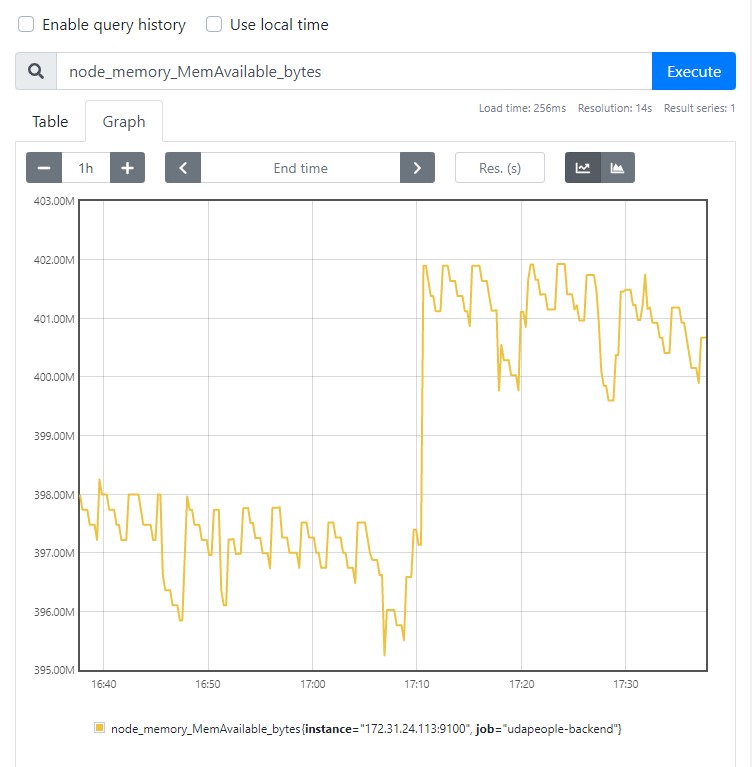 Enable query history Use local time
node_memory_MemAvailable_bytes Execute
Load time: 256ms Resolution: 14s Result series: 1
Table Graph
1h End time Res. (s)
403.00M
402.00M
401.00M
400.00M
399.00M
398.00M
397.00M
396.00M
395.00M
16:40 16:50 17:00 17:10 17:20 17:30
node_memory_MemAvailable_bytes{instance="172.31.24.113:9100", job="udapeople-backend"}